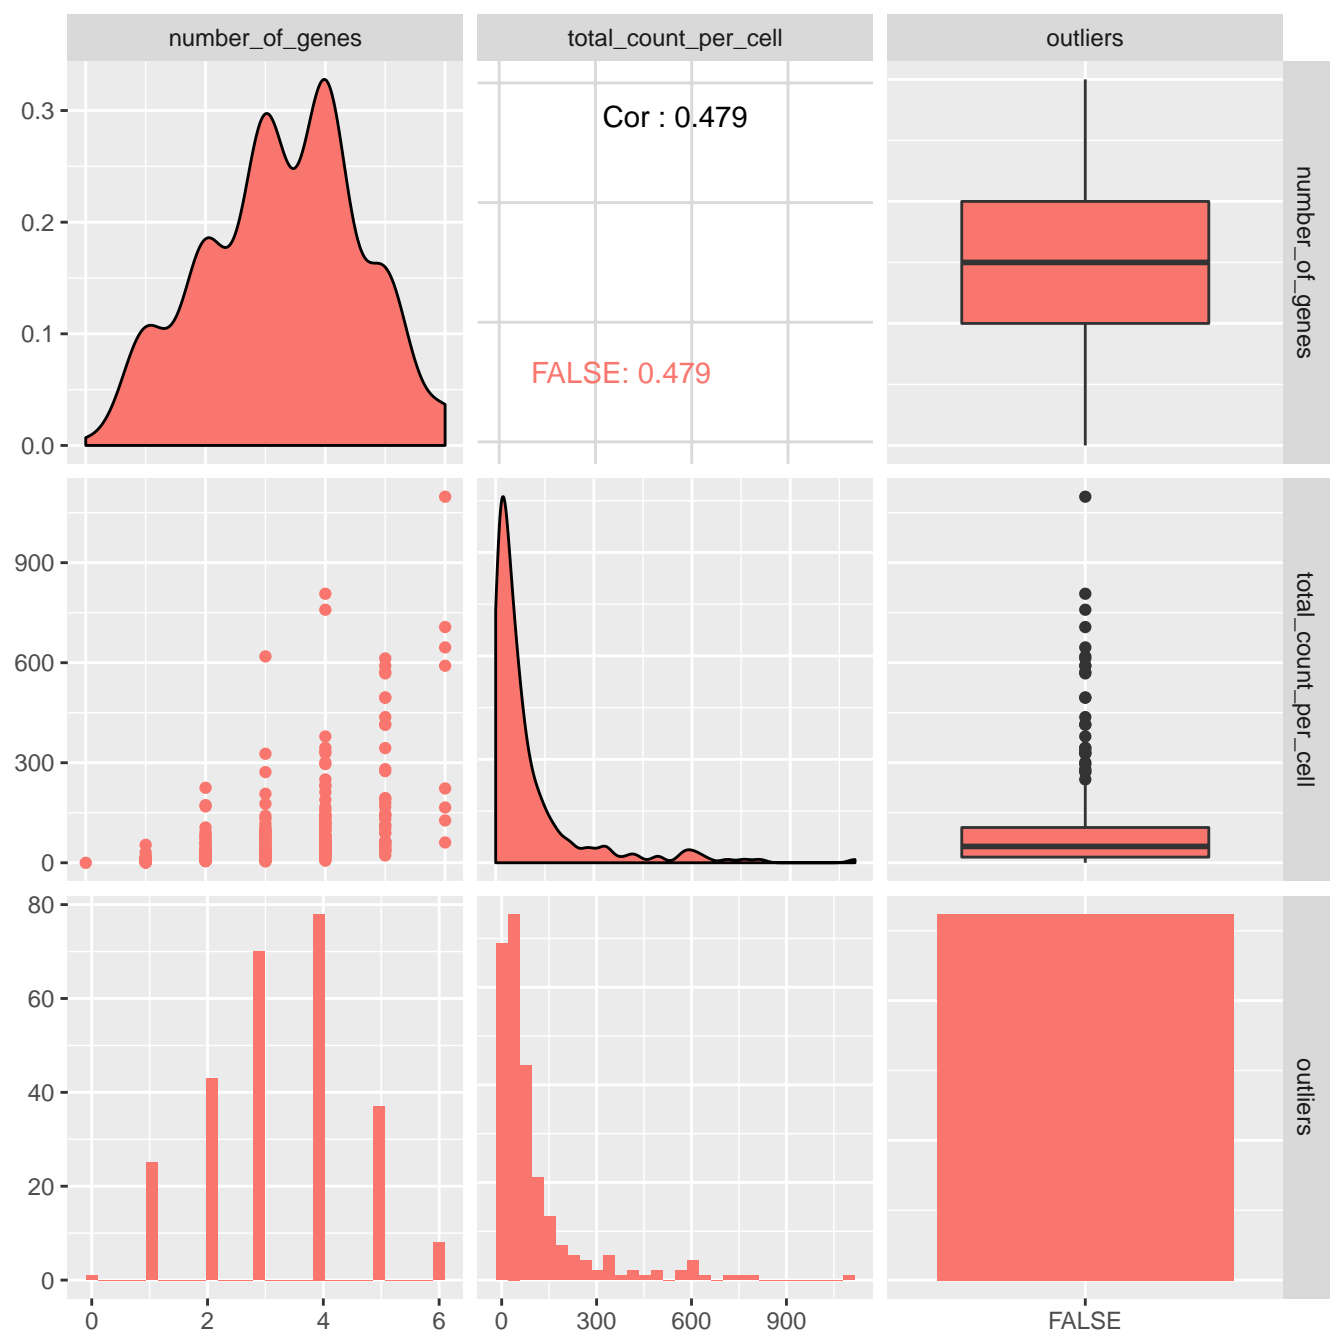 number_of_genes
total_count_per_cell
outliers
0.3
0.2
0.1
0.0
Cor : 0.479
FALSE: 0.479
number_of_genes
900
600
300
0
total_count_per_cell
80
60
40
20
0
outliers
0 2 4 6
0 300 600 900
FALSE